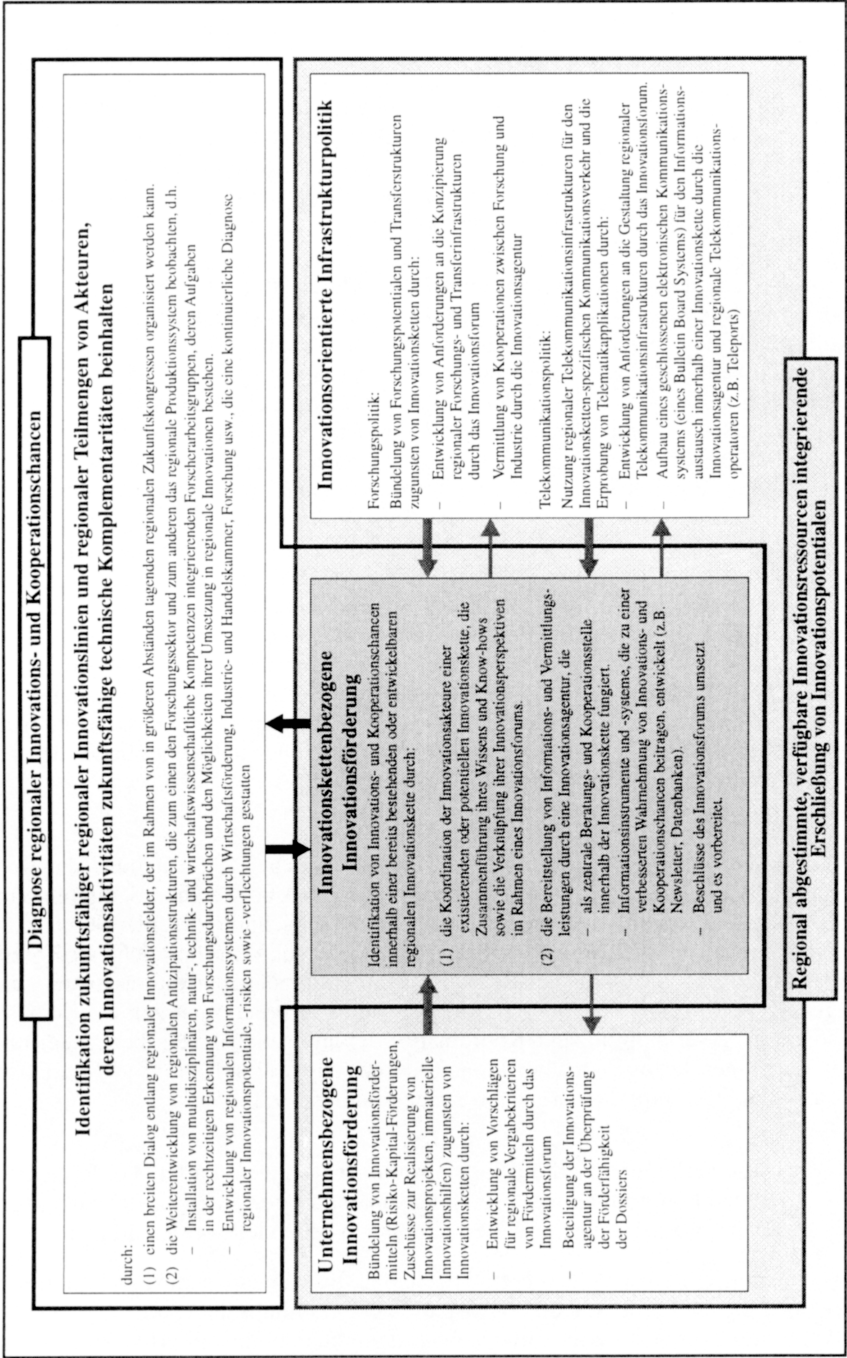 Diagnose regionaler Innovations- und Kooperationschancen
Identifikation zukunftsfähiger regionaler Innovationslinien und regionaler Teilmengen von Akteuren,
deren Innovationsaktivitäten zukunftsfähige technische Komplementaritäten beinhalten
durch:
(1) einen breiten Dialog entlang regionaler Innovationsfelder, der im Rahmen von in größeren Abständen tagenden regionalen Zukunftskongressen organisiert werden kann.
(2) die Weiterentwicklung von regionalen Antizipationsstrukturen, die zum einen den Forschungssektor und zum anderen das regionale Produktionssystem beobachten, d.h.
– Installation von multidisziplinären, natur-, technik- und wirtschaftswissenschaftliche Kompetenzen integrierenden Forscherarbeitsgruppen, deren Aufgaben
in der rechtzeitigen Erkennung von Forschungsdurchbrüchen und den Möglichkeiten ihrer Umsetzung in regionale Innovationen bestehen.
– Entwicklung von regionalen Informationssystemen durch Wirtschaftsförderung, Industrie- und Handelskammer, Forschung usw., die eine kontinuierliche Diagnose
regionaler Innovationspotentiale, -risiken sowie -verflechtungen gestatten
Unternehmensbezogene
Innovationsförderung
Bündelung von Innovationsförder-
mitteln (Risiko-Kapital-Förderungen,
Zuschüsse zur Realisierung von
Innovationsprojekten, immaterielle
Innovationshilfen) zugunsten von
Innovationsketten durch:
– Entwicklung von Vorschlägen
für regionale Vergabekriterien
von Fördermitteln durch das
Innovationsforum
– Beteiligung der Innovations-
agentur an der Überprüfung
der Förderfähigkeit
der Dossiers
Innovationskettenbezogene
Innovationsförderung
Identifikation von Innovations- und Kooperationschancen
innerhalb einer bereits bestehenden oder entwickelbaren
regionalen Innovationskette durch:
(1) die Koordination der Innovationsakteure einer
existierenden oder potentiellen Innovationskette, die
Zusammenführung ihres Wissens und Know-hows
sowie die Verknüpfung ihrer Innovationsperspektiven
im Rahmen eines Innovationsforums.
(2) die Bereitstellung von Informations- und Vermittlungs-
leistungen durch eine Innovationsagentur, die
– als zentrale Beratungs- und Kooperationsstelle
innerhalb der Innovationskette fungiert.
– Informationsinstrumente und -systeme, die zu einer
verbesserten Wahrnehmung von Innovations- und
Kooperationschancen beitragen, entwickelt (z.B.
Newsletter, Datenbanken).
– Beschlüsse des Innovationsforums umsetzt
und es vorbereitet.
Innovationsorientierte Infrastrukturpolitik
Forschungspolitik:
Bündelung von Forschungspotentialen und Transferstrukturen
zugunsten von Innovationsketten durch:
– Entwicklung von Anforderungen an die Konzipierung
regionaler Forschungs- und Transferinfrastrukturen
durch das Innovationsforum
– Vermittlung von Kooperationen zwischen Forschung und
Industrie durch die Innovationsagentur
Telekommunikationspolitik:
Nutzung regionaler Telekommunikationsinfrastrukturen für den
Innovationsketten-spezifischen Kommunikationsverkehr und die
Erprobung von Telematikapplikationen durch:
– Entwicklung von Anforderungen an die Gestaltung regionaler
Telekommunikationsinfrastrukturen durch das Innovationsforum.
– Aufbau eines geschlossenen elektronischen Kommunikations-
systems (eines Bulletin Board Systems) für den Informations-
austausch innerhalb einer Innovationskette durch die
Innovationsagentur und regionale Telekommunikations-
operatoren (z.B. Teleports)
Regional abgestimmte, verfügbare Innovationsressourcen integrierende
Erschließung von Innovationspotentialen